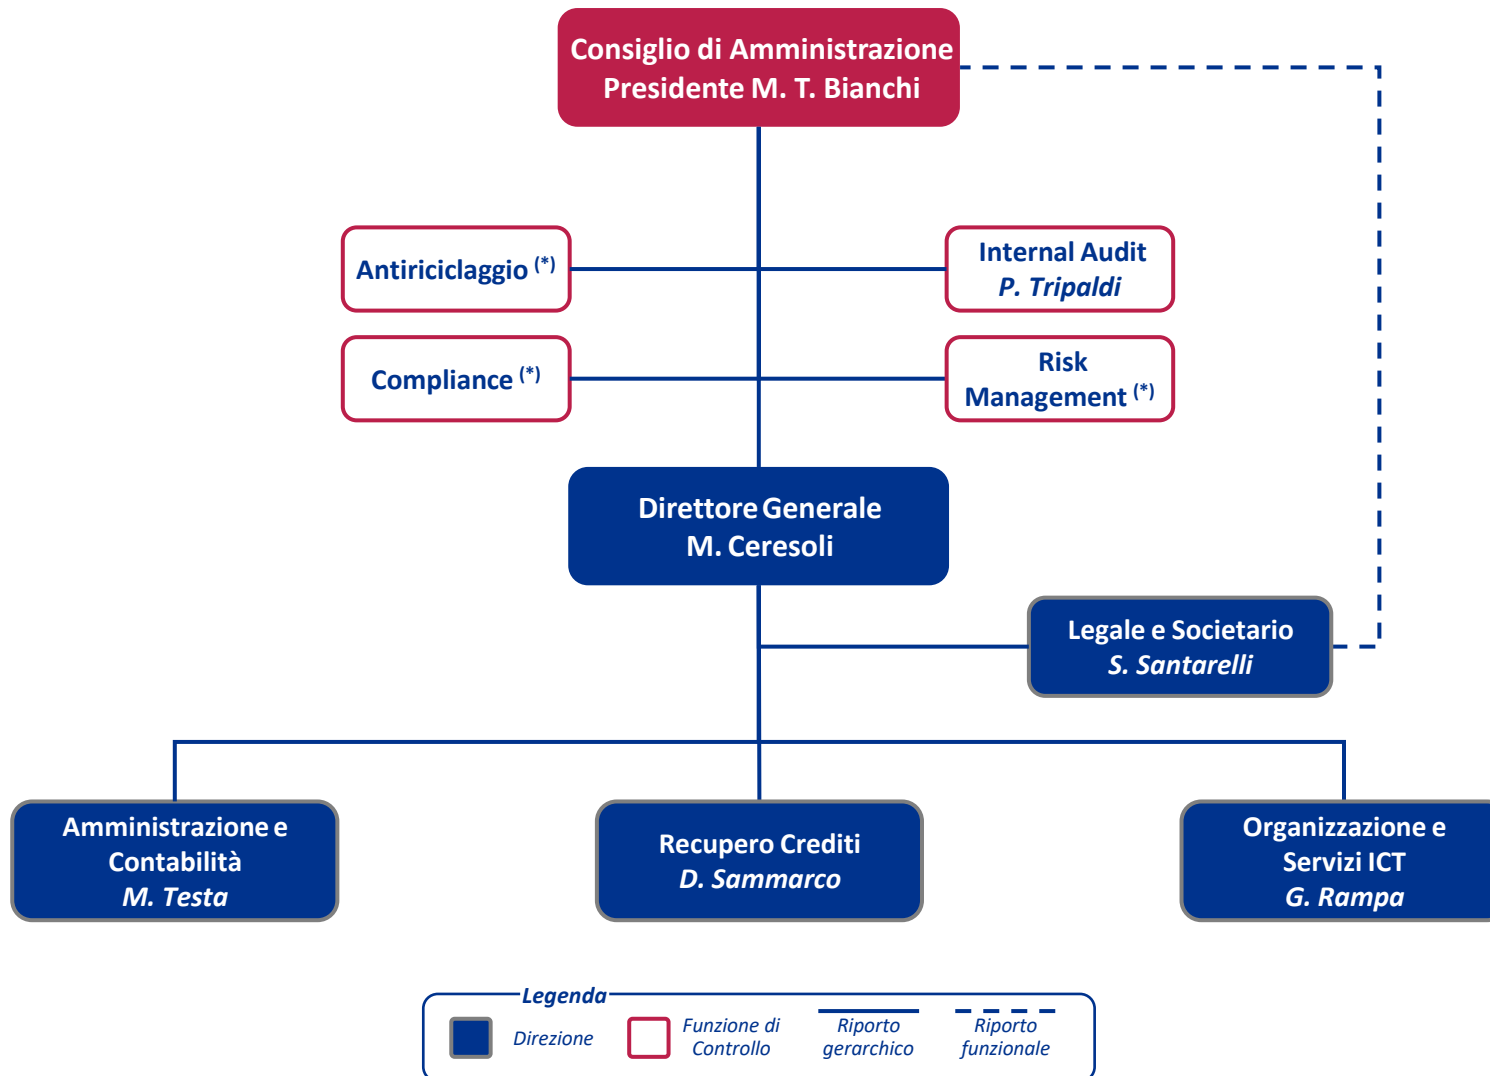 Consiglio di Amministrazione
Presidente M. T. Bianchi
Antiriciclaggio (*)
Internal Audit
P. Tripaldi
Compliance (*)
Risk
Management (*)
Direttore Generale
M. Ceresoli
Legale e Societario
S. Santarelli
Amministrazione e
Contabilità
M. Testa
Recupero Crediti
D. Sammarco
Organizzazione e
Servizi ICT
G. Rampa
Legenda
Direzione
Funzione di
Controllo
Riporto
gerarchico
Riporto
funzionale